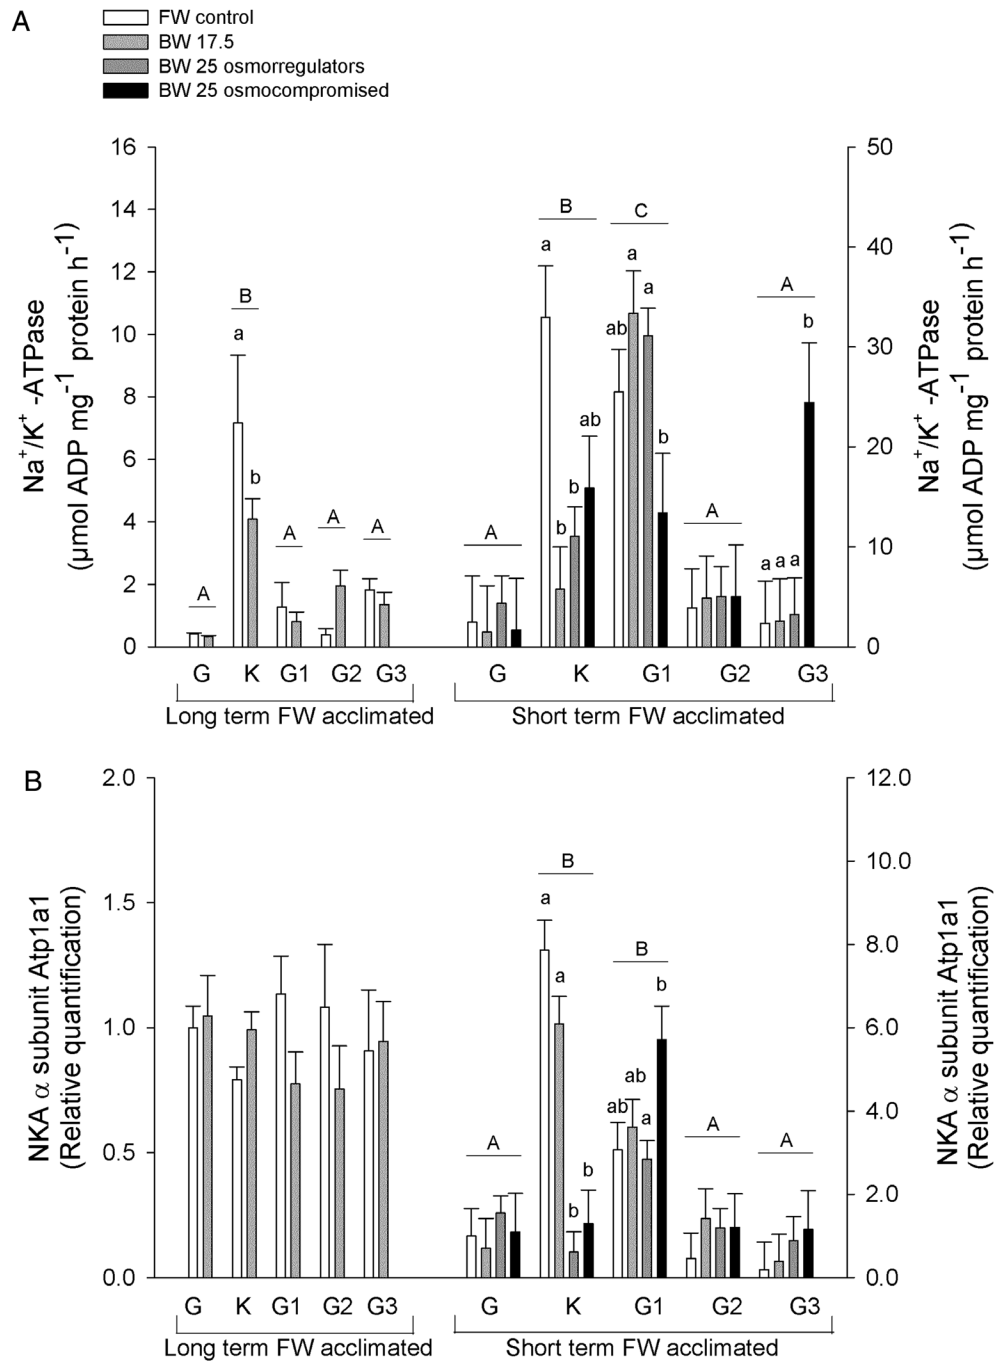 A
FW control
BW 17.5
BW 25 osmorregulators
BW 25 osmocompromised
Na+/K+ -ATPase
(µmol ADP mg-1 protein h-1)
16
14
12
10
8
6
4
2
0
50
40
30
20
10
0
Na+/K+ -ATPase
(µmol ADP mg-1 protein h-1)
A
B
a
b
A
A
A
A
B
a
b
b
ab
C
ab
a
a
b
A
A
a
a
a
b
G
K
G1
G2
G3
G
K
G1
G2
G3
Long term FW acclimated
Short term FW acclimated
B
NKA α subunit Atp1a1
(Relative quantification)
2.0
1.5
1.0
0.5
0.0
12.0
10.0
8.0
6.0
4.0
2.0
0.0
NKA α subunit Atp1a1
(Relative quantification)
A
B
a
a
b
b
B
ab
ab
a
b
A
A
G
K
G1
G2
G3
G
K
G1
G2
G3
Long term FW acclimated
Short term FW acclimated